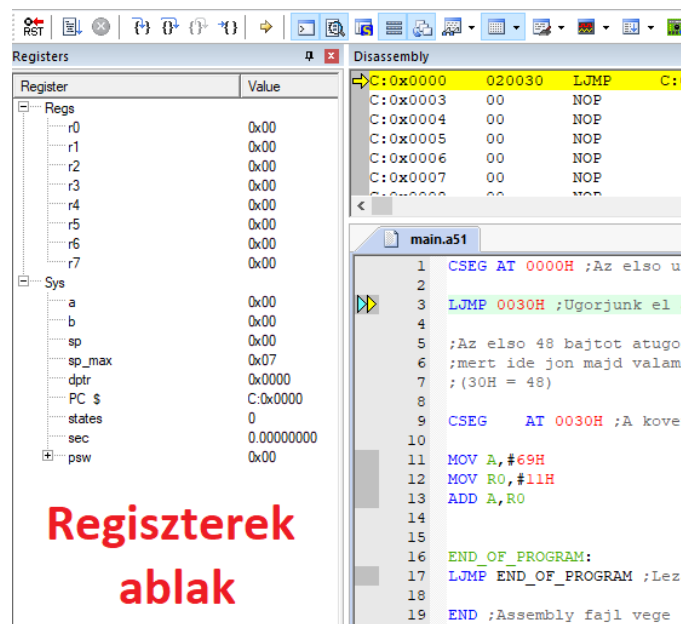 RST
Registers
Register Value
Regs
r0 0x00
r1 0x00
r2 0x00
r3 0x00
r4 0x00
r5 0x00
r6 0x00
r7 0x00
Sys
a 0x00
b 0x00
sp 0x00
sp_max 0x07
dptr 0x0000
PC $ C:0x0000
states 0
sec 0.00000000
psw 0x00
Regiszterek
ablak
Disassembly
C:0x0000 020030 LJMP C:
C:0x0003 00 NOP
C:0x0004 00 NOP
C:0x0005 00 NOP
C:0x0006 00 NOP
C:0x0007 00 NOP
C:0x0008 00 NOP
main.a51
1 CSEG AT 0000H ;Az elso u
2
3 LJMP 0030H ;Ugorjunk el
4
5 ;Az elso 48 bajtot atugo
6 ;mert ide jon majd valam
7 ;(30H = 48)
8
9 CSEG AT 0030H ;A kove
10
11 MOV A,#69H
12 MOV R0,#11H
13 ADD A,R0
14
15
16 END_OF_PROGRAM:
17 LJMP END_OF_PROGRAM ;Lez
18
19 END ;Assembly fajl vege